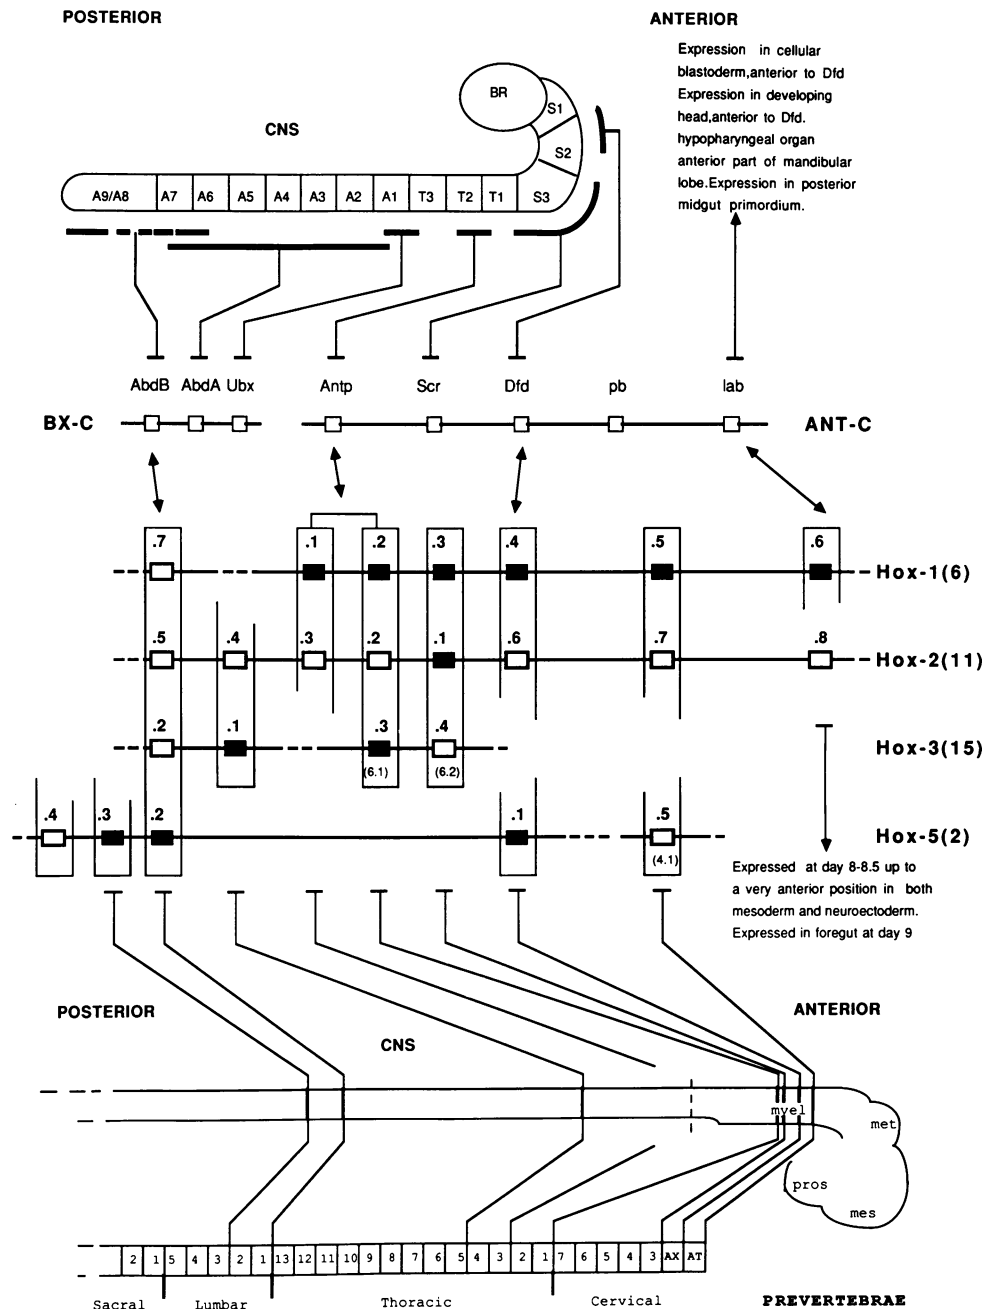 POSTERIOR
ANTERIOR
Expression in cellular
blastoderm,anterior to Dfd
Expression in developing
head,anterior to Dfd.
hypopharyngeal organ
anterior part of mandibular
lobe.Expression in posterior
midgut primordium.
BR
S1
CNS
S2
A9/A8 A7 A6 A5 A4 A3 A2 A1 T3 T2 T1 S3
AbdB AbdA Ubx Antp Scr Dfd pb lab
BX-C ANT-C
.7 .1 .2 .3 .4 .5 .6
Hox-1(6)
.5 .4 .3 .2 .1 .6 .7 .8
Hox-2(11)
.2 .1 .3 .4
Hox-3(15)
(6.1) (6.2)
.4 .3 .2 .1 .5
Hox-5(2)
(4.1)
Expressed at day 8-8.5 up to
a very anterior position in both
mesoderm and neuroectoderm.
Expressed in foregut at day 9
POSTERIOR
ANTERIOR
CNS
myel
met
pros
mes
2 1 5 4 3 2 1 13 12 11 10 9 8 7 6 5 4 3 2 1 7 6 5 4 3 AX AT
Sacral Lumbar Thoracic Cervical PREVERTEBRAE